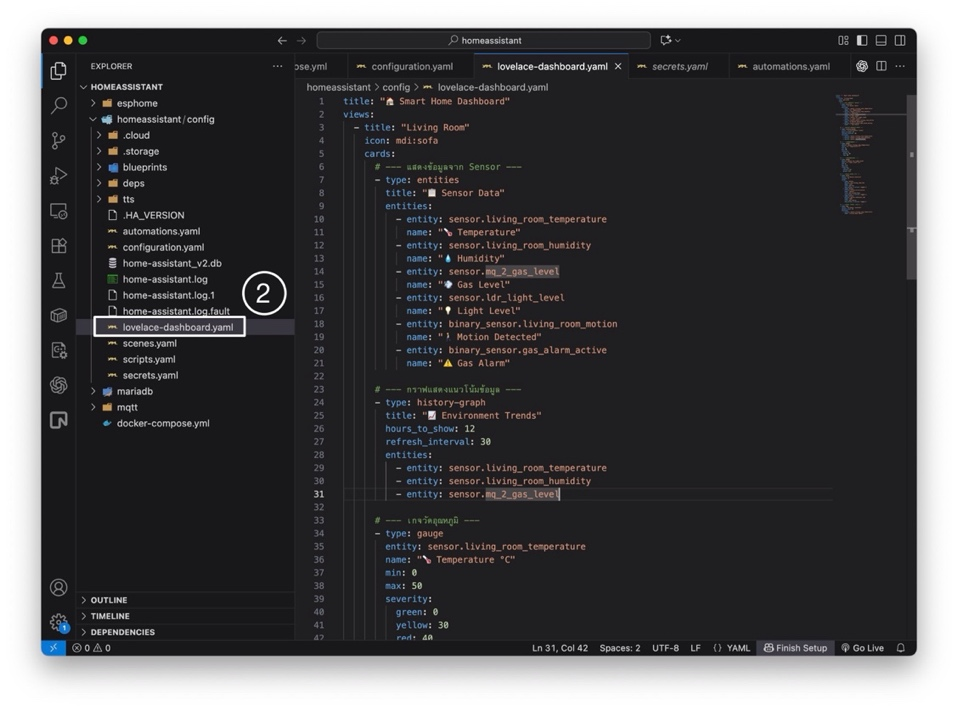 homeassistant
EXPLORER
HOMEASSISTANT
esphome
homeassistant/config
.cloud
.storage
blueprints
deps
tts
.HA_VERSION
automations.yaml
configuration.yaml
home-assistant_v2.db
home-assistant.log
home-assistant.log.1
home-assistant.log.fault
lovelace-dashboard.yaml
scenes.yaml
scripts.yaml
secrets.yaml
mariadb
mqtt
docker-compose.yml
2
OUTLINE
TIMELINE
DEPENDENCIES
ose.yml configuration.yaml lovelace-dashboard.yaml secrets.yaml automations.yaml
homeassistant > config > lovelace-dashboard.yaml
1 title: "🏠 Smart Home Dashboard"
2 views:
3 - title: "Living Room"
4 icon: mdi:sofa
5 cards:
6 # --- แสดงข้อมูลจาก Sensor ---
7 - type: entities
8 title: "📋 Sensor Data"
9 entities:
10 - entity: sensor.living_room_temperature
11 name: "🌡️ Temperature"
12 - entity: sensor.living_room_humidity
13 name: "💧 Humidity"
14 - entity: sensor.mq_2_gas_level
15 name: "💨 Gas Level"
16 - entity: sensor.ldr_light_level
17 name: "💡 Light Level"
18 - entity: binary_sensor.living_room_motion
19 name: "🚶 Motion Detected"
20 - entity: binary_sensor.gas_alarm_active
21 name: "⚠️ Gas Alarm"
22
23 # --- กราฟแสดงแนวโน้มข้อมูล ---
24 - type: history-graph
25 title: "📈 Environment Trends"
26 hours_to_show: 12
27 refresh_interval: 30
28 entities:
29 - entity: sensor.living_room_temperature
30 - entity: sensor.living_room_humidity
31 - entity: sensor.mq_2_gas_level
32
33 # --- เกจวัดอุณหภูมิ ---
34 - type: gauge
35 entity: sensor.living_room_temperature
36 name: "🌡️ Temperature °C"
37 min: 0
38 max: 50
39 severity:
40 green: 0
41 yellow: 30
42 red: 40
1
0 0 Ln 31, Col 42 Spaces: 2 UTF-8 LF {} YAML Finish Setup Go Live